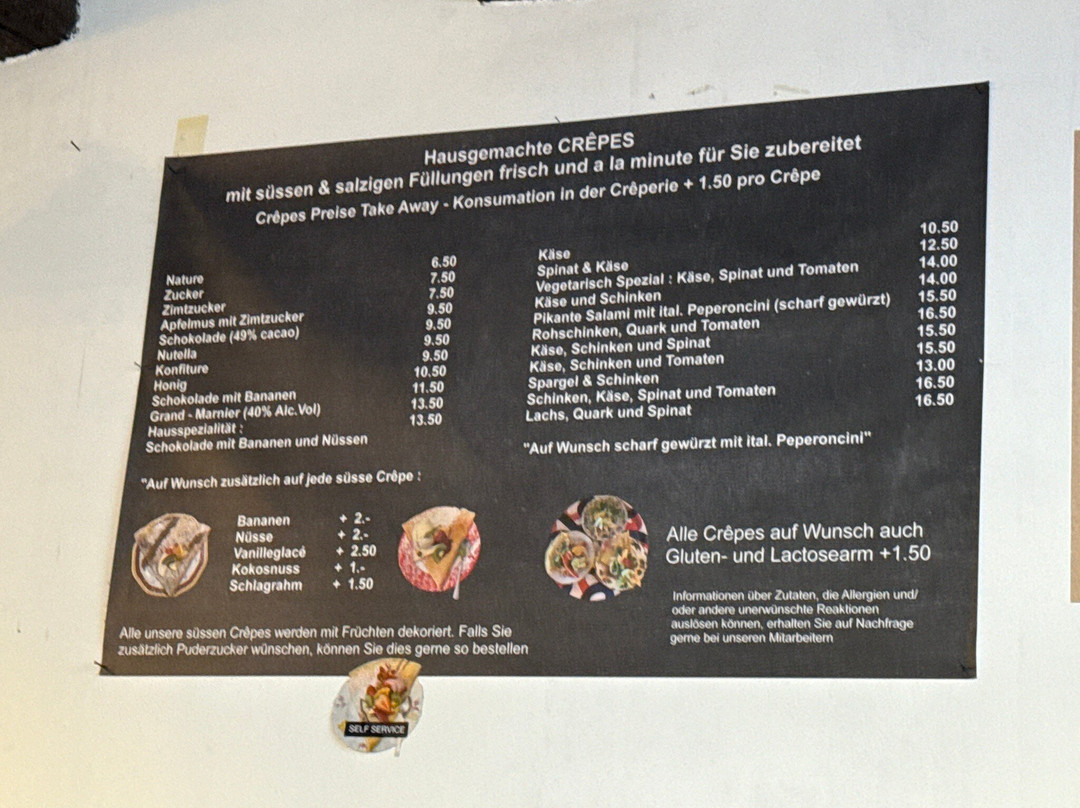 Hausgemachte CRÊPES
mit süssen & salzigen Füllungen frisch und a la minute für Sie zubereitet
Crêpes Preise Take Away - Konsumation in der Crêperie + 1.50 pro Crêpe
Nature 6.50
Zucker 7.50
Zimtzucker 7.50
Apfelmus mit Zimtzucker 9.50
Schokolade (49% cacao) 9.50
Nutella 9.50
Konfiture 9.50
Honig 10.50
Schokolade mit Bananen 11.50
Grand - Marnier (40% Alc.Vol) 13.50
Hausspezialität : 13.50
Schokolade mit Bananen und Nüssen
"Auf Wunsch zusätzlich auf jede süsse Crêpe :
Bananen + 2.-
Nüsse + 2.-
Vanilleglacé + 2.50
Kokosnuss + 1.-
Schlagrahm + 1.50
Alle unsere süssen Crêpes werden mit Früchten dekoriert. Falls Sie
zusätzlich Puderzucker wünschen, können Sie dies gerne so bestellen
Käse 10.50
Spinat & Käse 12.50
Vegetarisch Spezial : Käse, Spinat und Tomaten 14.00
Käse und Schinken 14.00
Pikante Salami mit ital. Peperoncini (scharf gewürzt) 15.50
Rohschinken, Quark und Tomaten 16.50
Käse, Schinken und Spinat 15.50
Käse, Schinken und Tomaten 15.50
Spargel & Schinken 13.00
Schinken, Käse, Spinat und Tomaten 16.50
Lachs, Quark und Spinat 16.50
"Auf Wunsch scharf gewürzt mit ital. Peperoncini"
Alle Crêpes auf Wunsch auch
Gluten- und Lactosearm +1.50
Informationen über Zutaten, die Allergien und/
oder andere unerwünschte Reaktionen
auslösen können, erhalten Sie auf Nachfrage
gerne bei unseren Mitarbeitern
SELF SERVICE